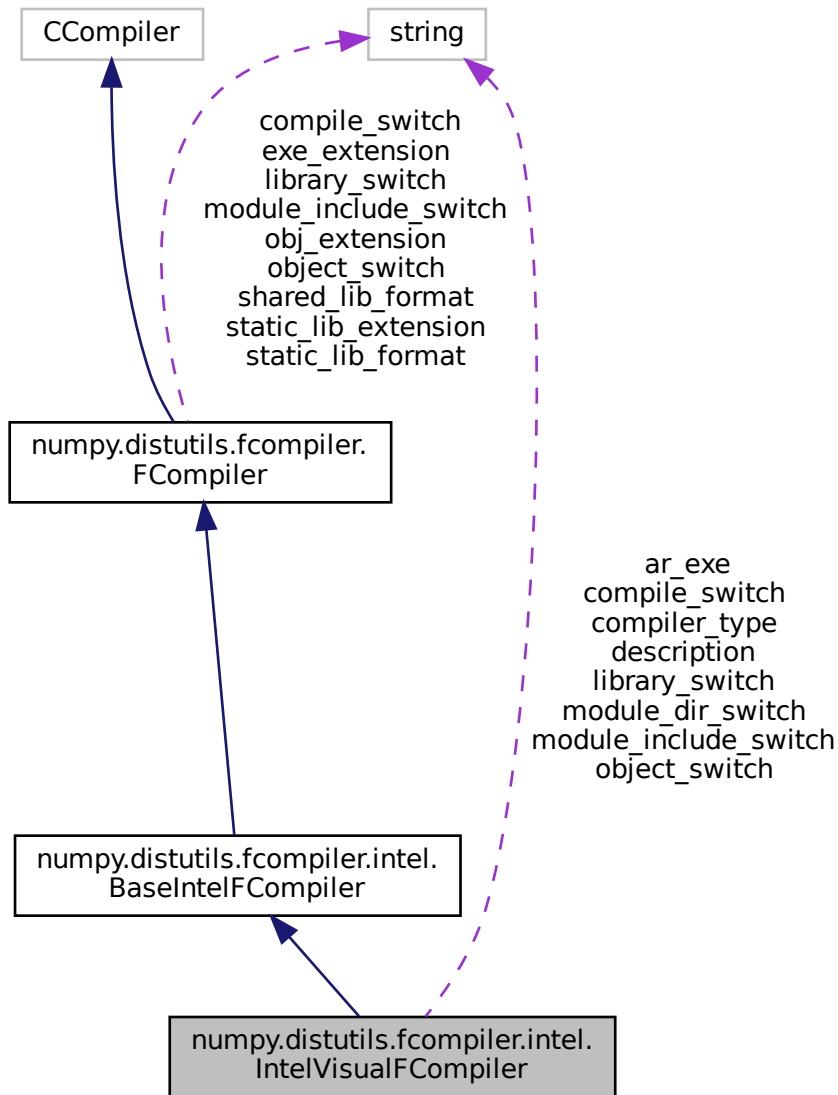 CCompiler
string
compile_switch
exe_extension
library_switch
module_include_switch
obj_extension
object_switch
shared_lib_format
static_lib_extension
static_lib_format
numpy.distutils.fcompiler.
FCompiler
ar_exe
compile_switch
compiler_type
description
library_switch
module_dir_switch
module_include_switch
object_switch
numpy.distutils.fcompiler.intel.
BaseIntelFCompiler
numpy.distutils.fcompiler.intel.
IntelVisualFCompiler